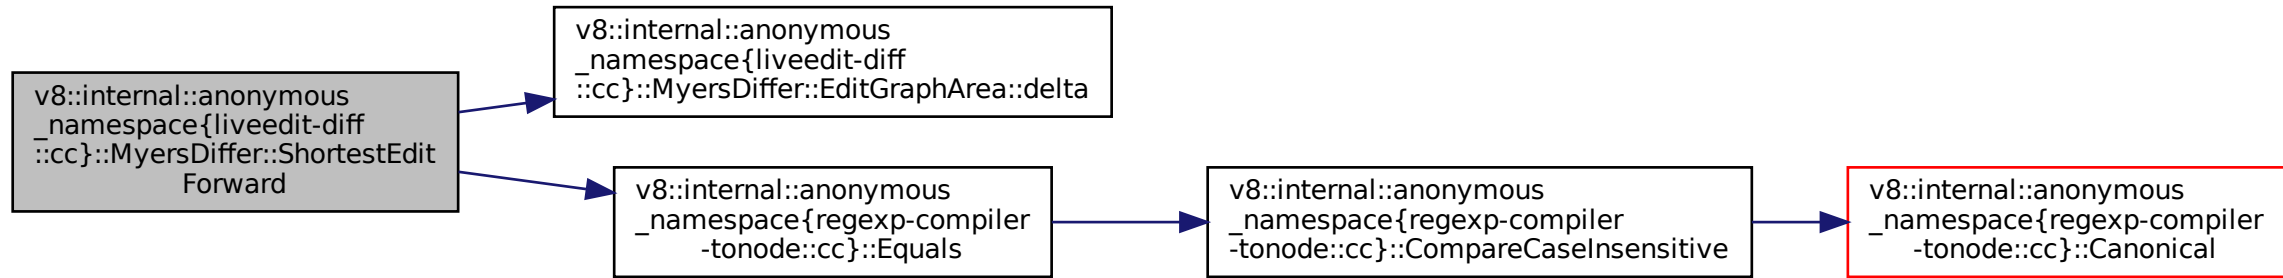 v8::internal::anonymous
_namespace{liveedit-diff
::cc}::MyersDiffer::ShortestEdit
Forward
v8::internal::anonymous
_namespace{liveedit-diff
::cc}::MyersDiffer::EditGraphArea::delta
v8::internal::anonymous
_namespace{regexp-compiler
-tonode::cc}::Equals
v8::internal::anonymous
_namespace{regexp-compiler
-tonode::cc}::CompareCaseInsensitive
v8::internal::anonymous
_namespace{regexp-compiler
-tonode::cc}::Canonical